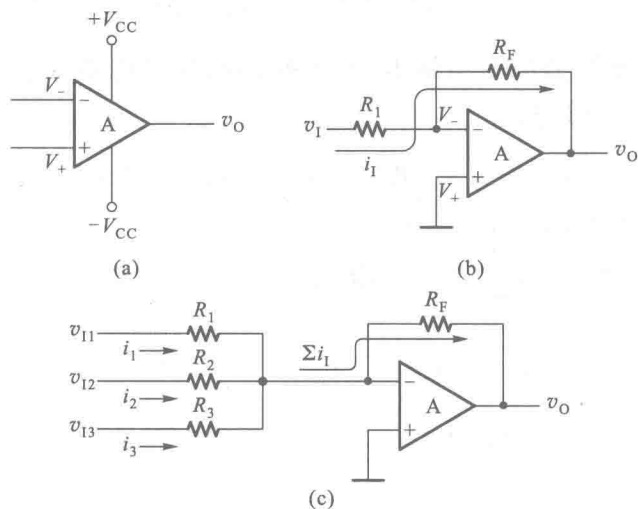 +V_CC
V_−
−
A
v_O
V_+
+
−V_CC
(a)
R_F
v_I
R_1
V_−
−
A
v_O
i_I
V_+
+
(b)
R_1
v_I1
i_1
R_2
v_I2
i_2
R_3
v_I3
i_3
R_F
Σi_I
−
A
v_O
+
(c)